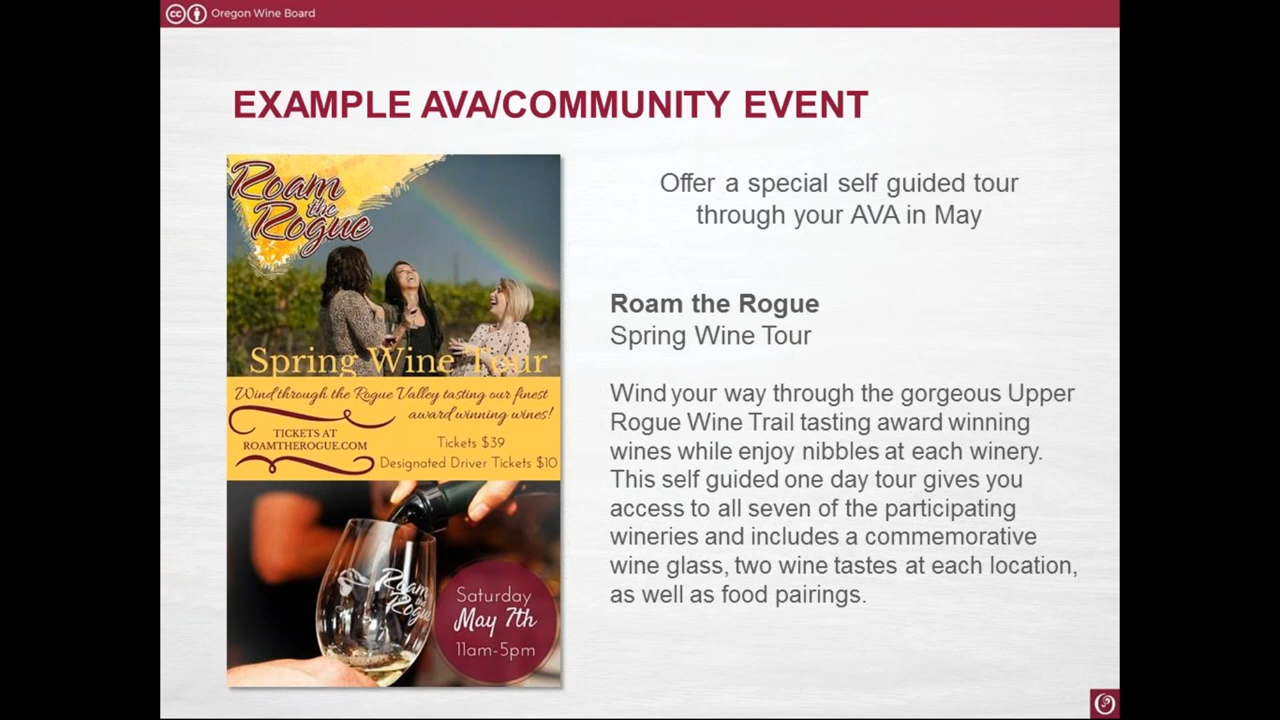 Oregon Wine Board
EXAMPLE AVA/COMMUNITY EVENT
Roam
the
Rogue
Spring Wine Tour
Wind through the Rogue Valley tasting our finest
award winning wines!
TICKETS AT
ROAMTHEROGUE.COM
Tickets $39
Designated Driver Tickets $10
Roam
the
Rogue
Saturday
May 7th
11am-5pm
Offer a special self guided tour
through your AVA in May
Roam the Rogue
Spring Wine Tour
Wind your way through the gorgeous Upper
Rogue Wine Trail tasting award winning
wines while enjoy nibbles at each winery.
This self guided one day tour gives you
access to all seven of the participating
wineries and includes a commemorative
wine glass, two wine tastes at each location,
as well as food pairings.